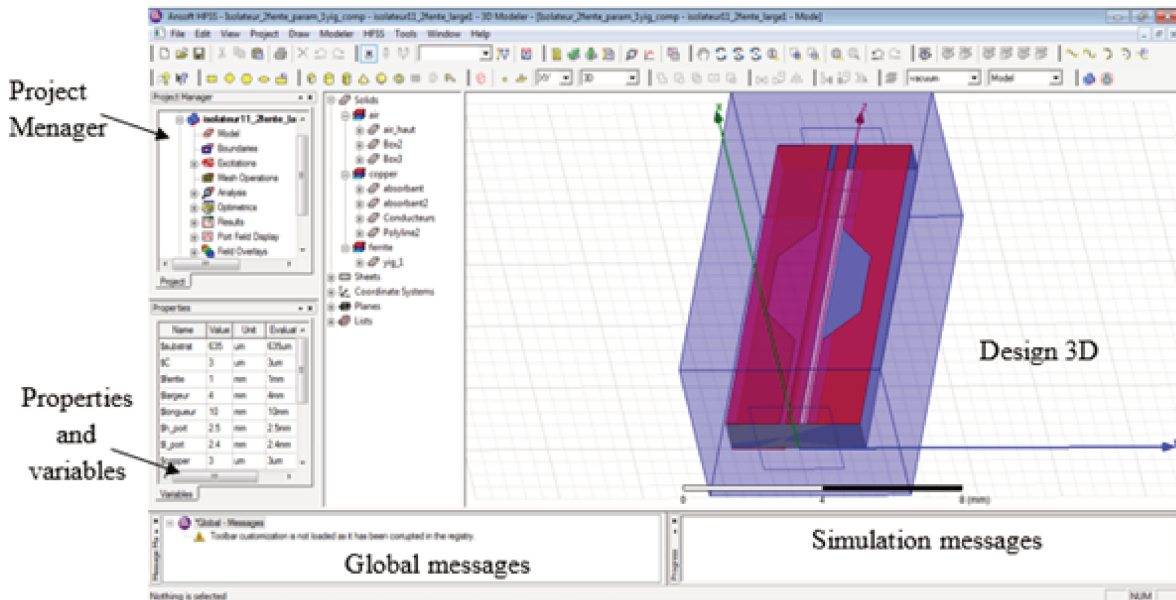 Ansoft HFSS - Isolateur_2fente_param_1yig_comp - isolateur11_2fente_large1 - 3D Modeler - [Isolateur_2fente_param_1yig_comp - isolateur11_2fente_large1 - Mode]
File Edit View Project Draw Modeler HFSS Tools Window Help
XY 3D vacuum Model
Project
Menager
Project Manager
isolateur11_2fente_la
Model
Boundaries
Excitations
Mesh Operations
Analysis
Optimetrics
Results
Port Field Display
Field Overlays
Project
Properties
and
variables
Properties
Name Value Unit Evaluat
$substrat 635 um 635um
$C 3 um 3um
$fente 1 mm 1mm
$largeur 4 mm 4mm
$longueur 10 mm 10mm
$h_port 2.5 mm 2.5mm
$l_port 2.4 mm 2.4mm
$copper 3 um 3um
Variables
Solids
air
air_haut
Box2
Box3
copper
absorbant
absorbant2
Conducteurs
Polyline2
ferrite
yig_1
Sheets
Coordinate Systems
Planes
Lists
X
Z
Design 3D
0 4 8 (mm)
*Global - Messages
Toolbar customization is not loaded as it has been corrupted in the registry.
Global messages
Progress
Simulation messages
Nothing is selected
NUM